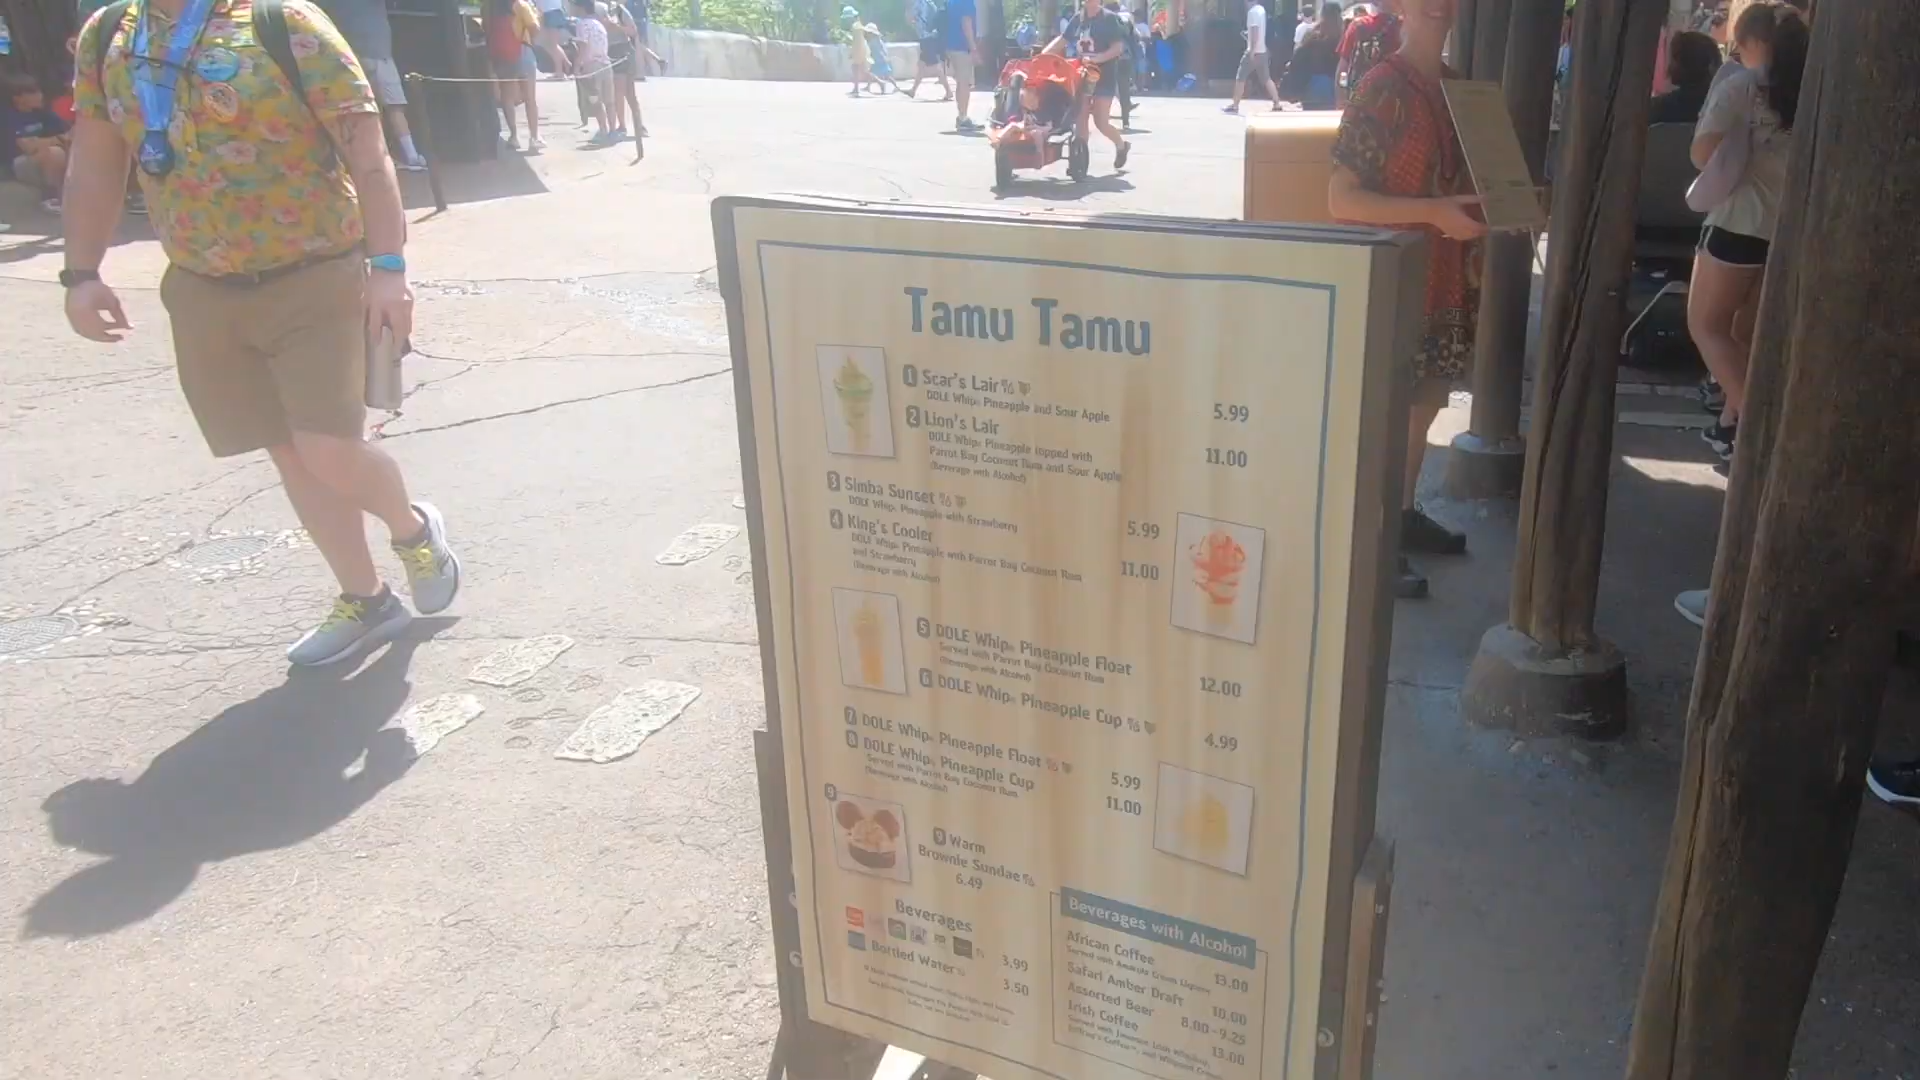 Tamu Tamu
1 Scar's Lair
DOLE Whip® Pineapple and Sour Apple
5.99
2 Lion's Lair
DOLE Whip® Pineapple topped with
Parrot Bay Coconut Rum and Sour Apple
(Beverage with Alcohol)
11.00
3 Simba Sunset
DOLE Whip® Pineapple with Strawberry
5.99
4 King's Cooler
DOLE Whip® Pineapple with Parrot Bay Coconut Rum
and Strawberry
(Beverage with Alcohol)
11.00
5 DOLE Whip® Pineapple Float
Served with Parrot Bay Coconut Rum
(Beverage with Alcohol)
12.00
6 DOLE Whip® Pineapple Cup
4.99
7 DOLE Whip® Pineapple Float
5.99
8 DOLE Whip® Pineapple Cup
Served with Parrot Bay Coconut Rum
(Beverage with Alcohol)
11.00
9
9 Warm
Brownie Sundae
6.49
Beverages
3.99
Bottled Water
3.50
Beverages with Alcohol
African Coffee
Served with Amarula Cream Liqueur
13.00
Safari Amber Draft
10.00
Assorted Beer
8.00-9.25
Irish Coffee
13.00